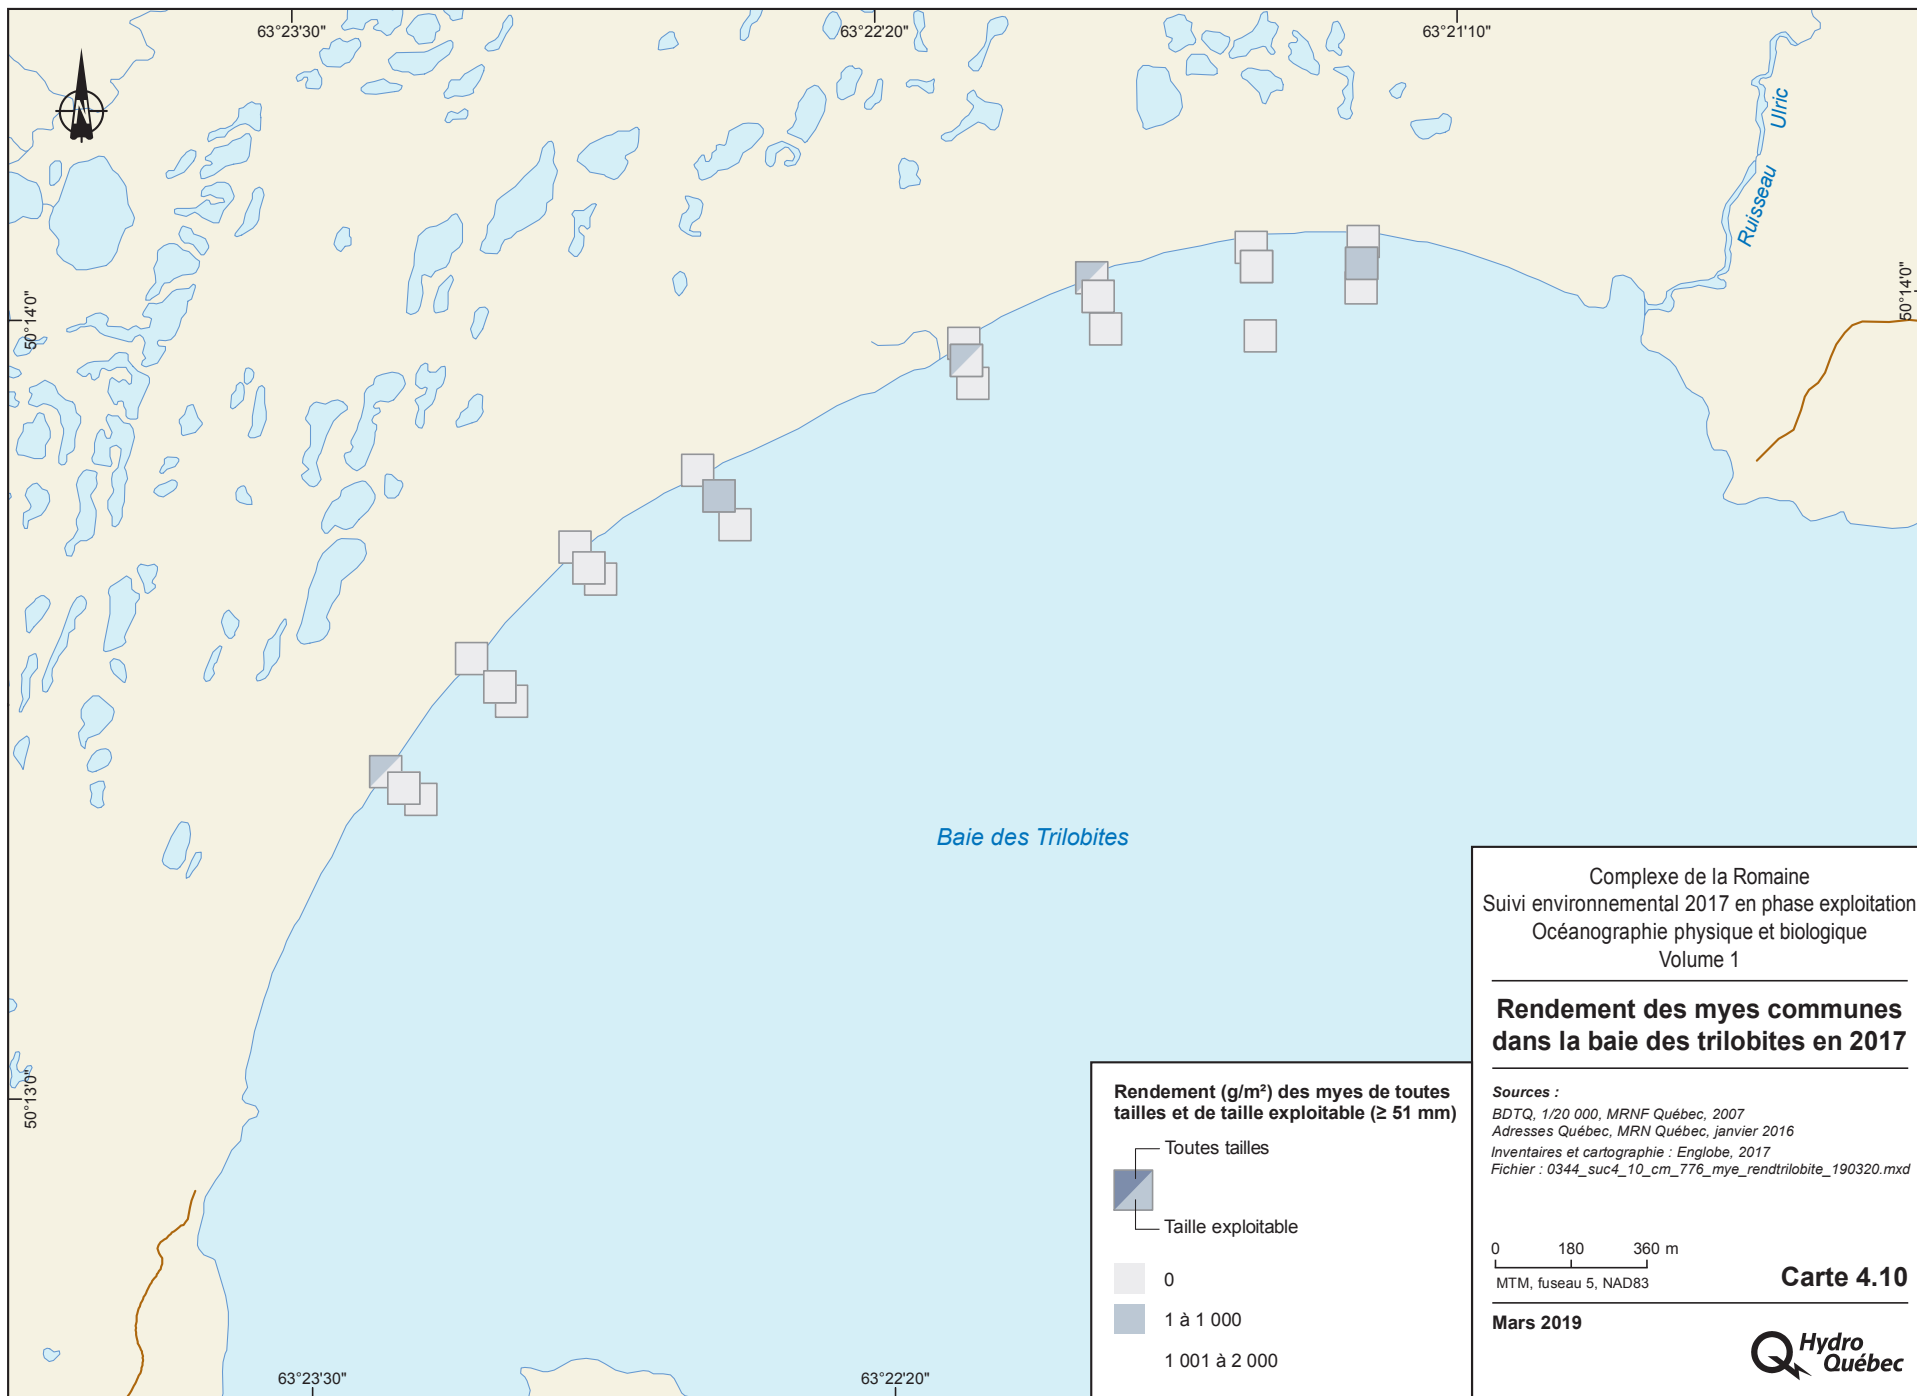 63°23'30"
63°22'20"
63°21'10"
N
Ruisseau Ulric
50°14'0"
50°14'0"
Baie des Trilobites
50°13'0"
63°23'30"
63°22'20"
Rendement (g/m²) des myes de toutes
tailles et de taille exploitable (≥ 51 mm)
Toutes tailles
Taille exploitable
0
1 à 1 000
1 001 à 2 000
Complexe de la Romaine
Suivi environnemental 2017 en phase exploitation
Océanographie physique et biologique
Volume 1
Rendement des myes communes
dans la baie des trilobites en 2017
Sources :
BDTQ, 1/20 000, MRNF Québec, 2007
Adresses Québec, MRN Québec, janvier 2016
Inventaires et cartographie : Englobe, 2017
Fichier : 0344_suc4_10_cm_776_mye_rendtrilobite_190320.mxd
0 180 360 m
MTM, fuseau 5, NAD83
Carte 4.10
Mars 2019
Hydro
Québec